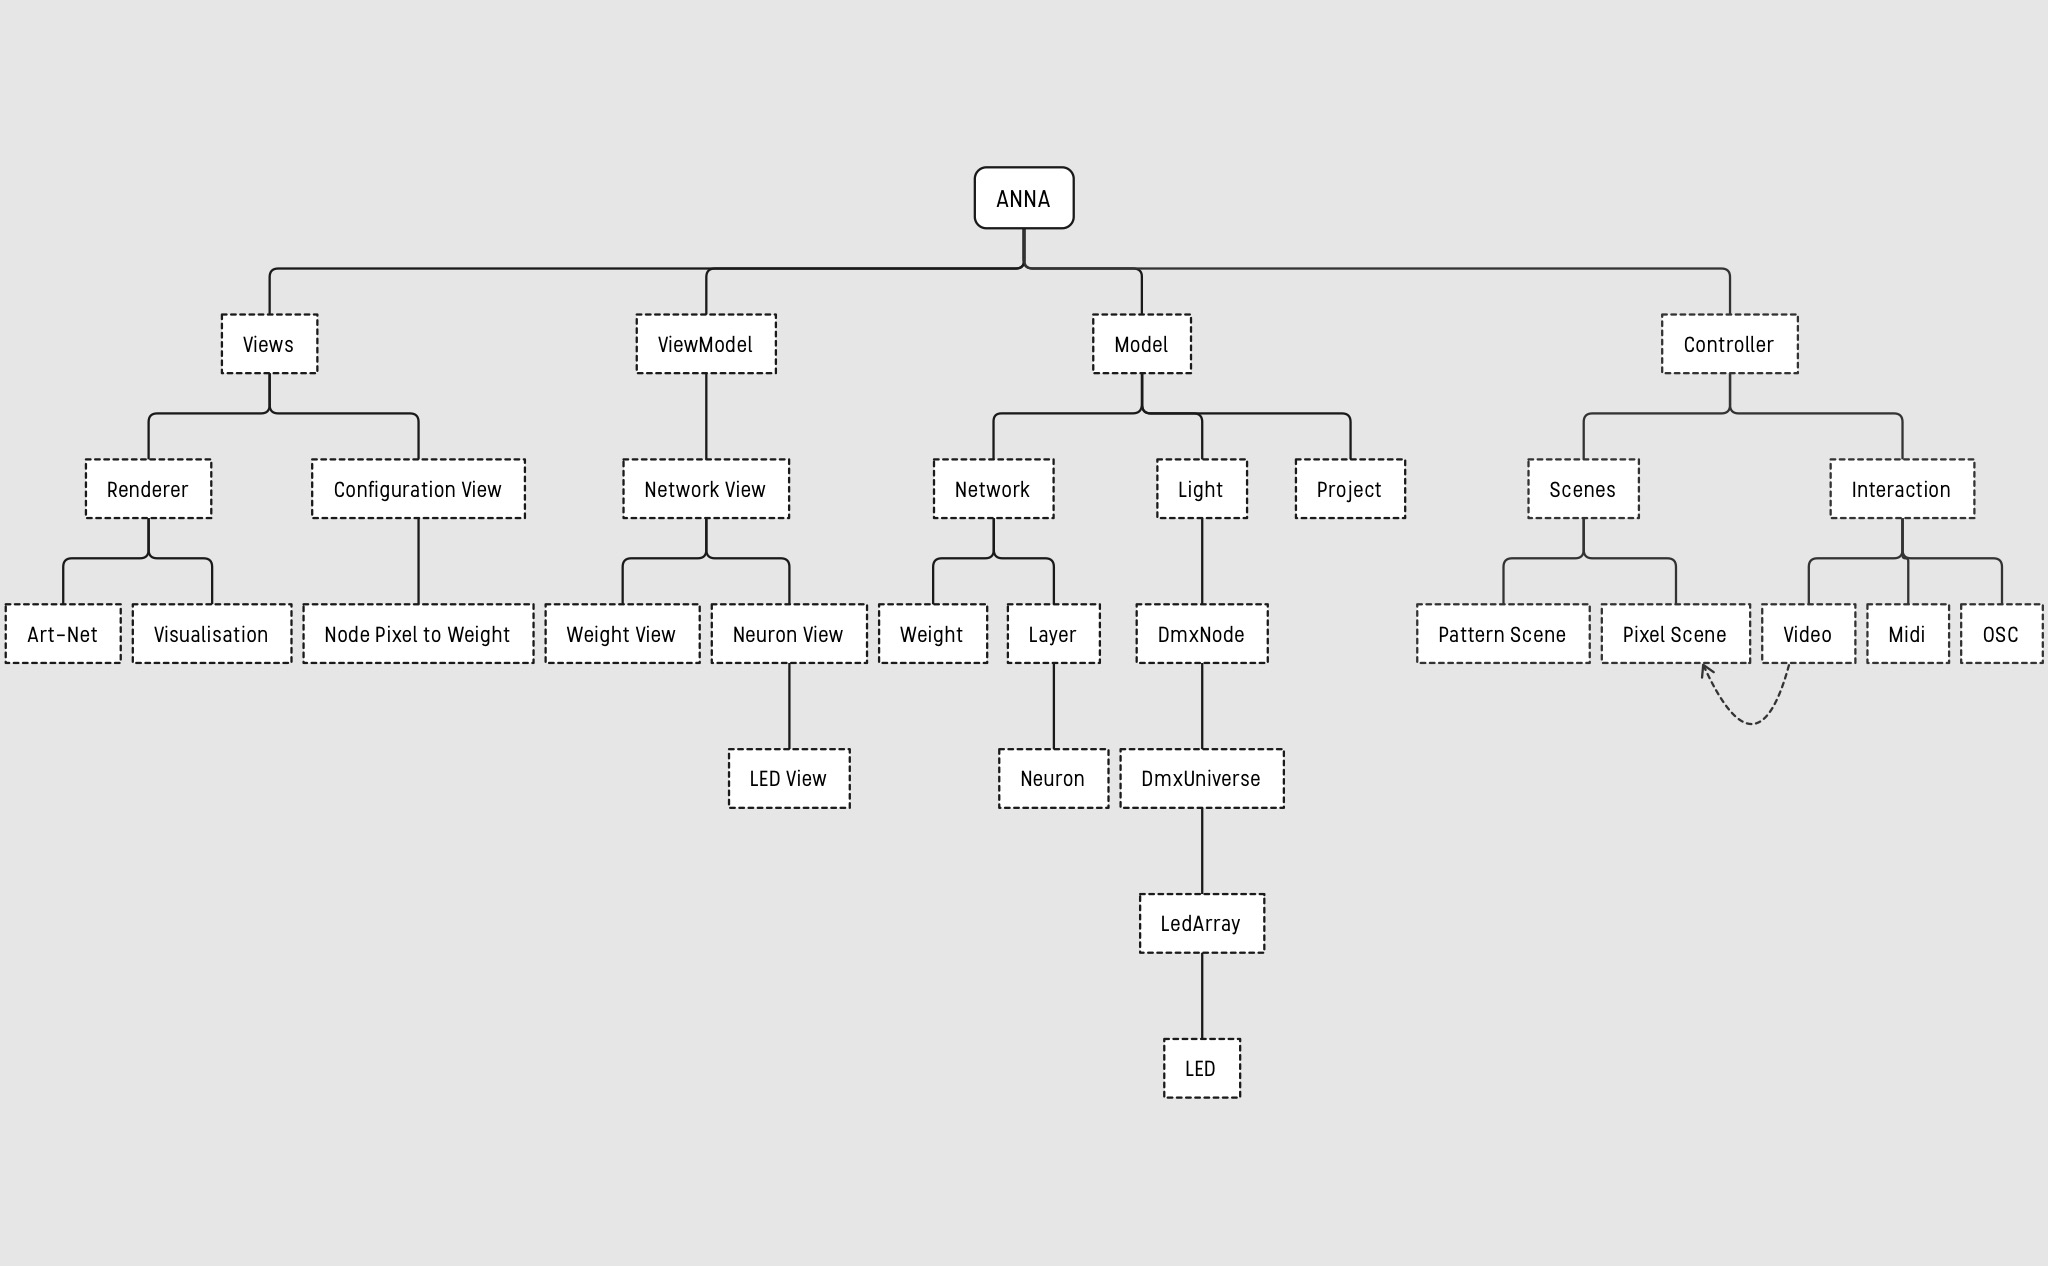 ANNA
Views
ViewModel
Model
Controller
Renderer
Configuration View
Network View
Network
Light
Project
Scenes
Interaction
Art-Net
Visualisation
Node Pixel to Weight
Weight View
Neuron View
Weight
Layer
DmxNode
Pattern Scene
Pixel Scene
Video
Midi
OSC
LED View
Neuron
DmxUniverse
LedArray
LED